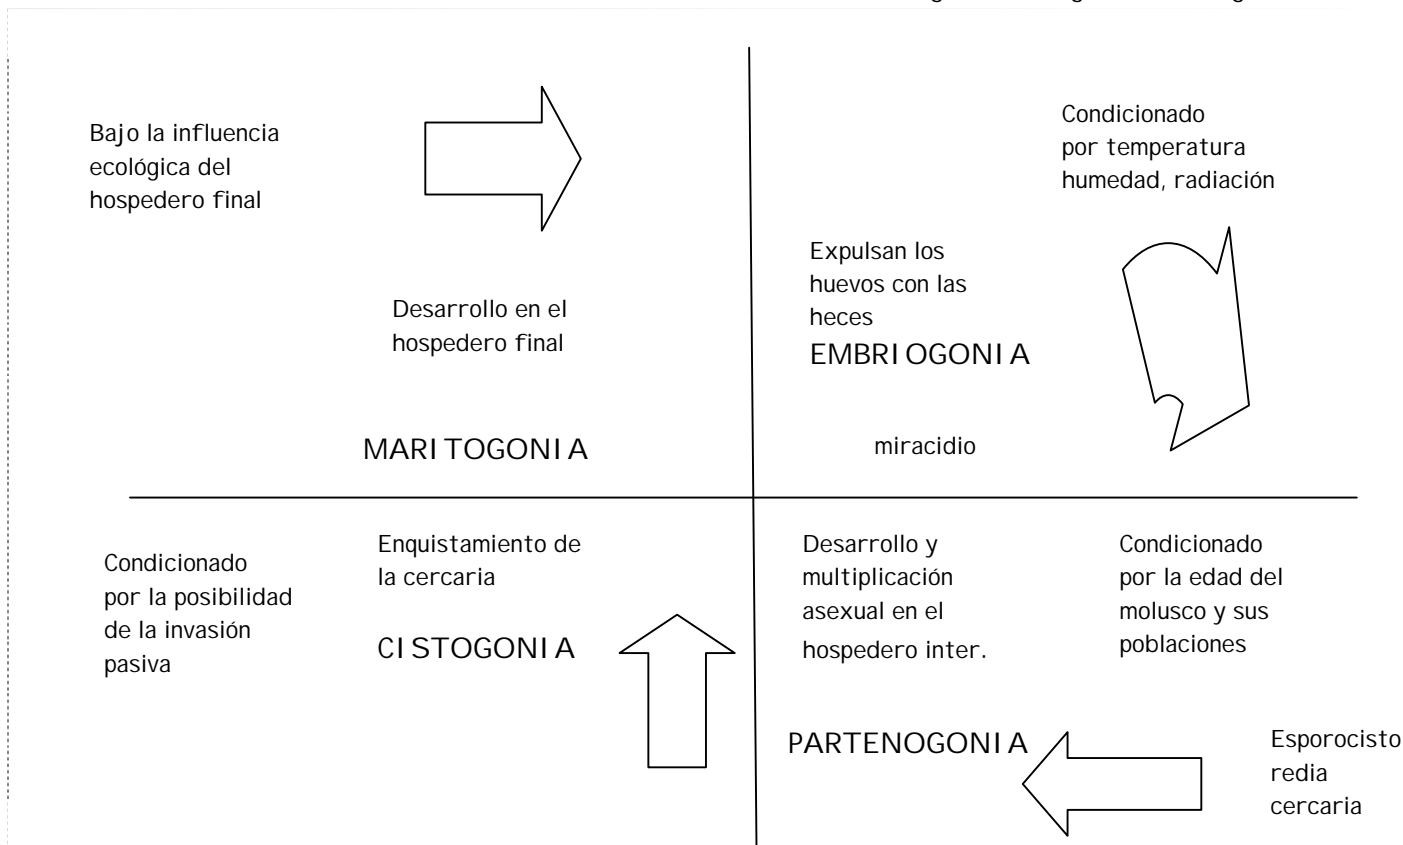 Bajo la influencia
ecológica del
hospedero final
Desarrollo en el
hospedero final
MARITOGONIA
Condicionado
por temperatura
humedad, radiación
Expulsan los
huevos con las
heces
EMBRIOGONIA
miracidio
Condicionado
por la posibilidad
de la invasión
pasiva
Enquistamiento de
la cercaria
CISTOGONIA
Desarrollo y
multiplicación
asexual en el
hospedero inter.
Condicionado
por la edad del
molusco y sus
poblaciones
PARTENOGONIA
Esporocisto
redia
cercaria